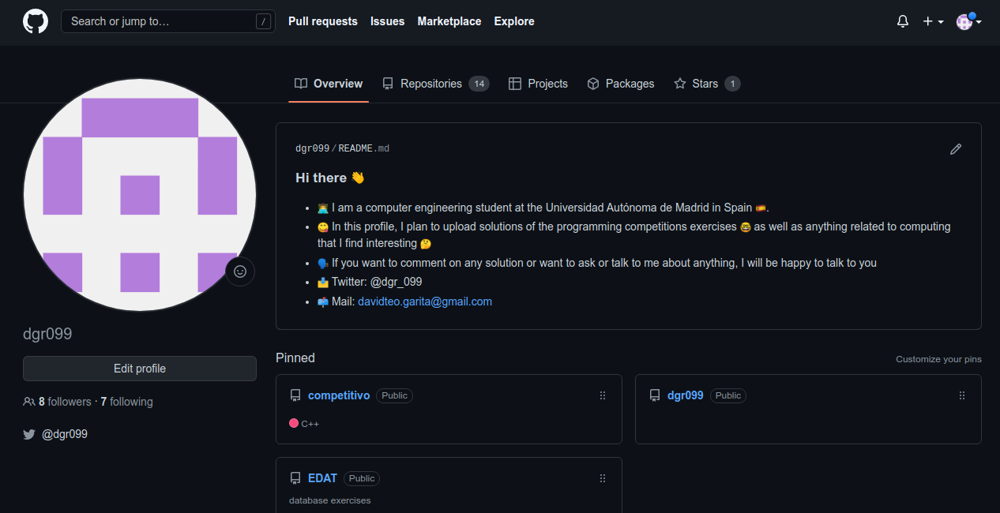 Search or jump to… / Pull requests Issues Marketplace Explore
Overview Repositories 14 Projects Packages Stars 1
dgr099/README.md
Hi there 👋
• 👨‍💻 I am a computer engineering student at the Universidad Autónoma de Madrid in Spain 🇪🇸.
• 😋 In this profile, I plan to upload solutions of the programming competitions exercises 🤓 as well as anything related to computing
that I find interesting 🤔
• 🗣️ If you want to comment on any solution or want to ask or talk to me about anything, I will be happy to talk to you
• 📩 Twitter: @dgr_099
• 📫 Mail: davidteo.garita@gmail.com
dgr099
Edit profile
8 followers · 7 following
@dgr099
Pinned Customize your pins
competitivo Public
C++
dgr099 Public
EDAT Public
database exercises